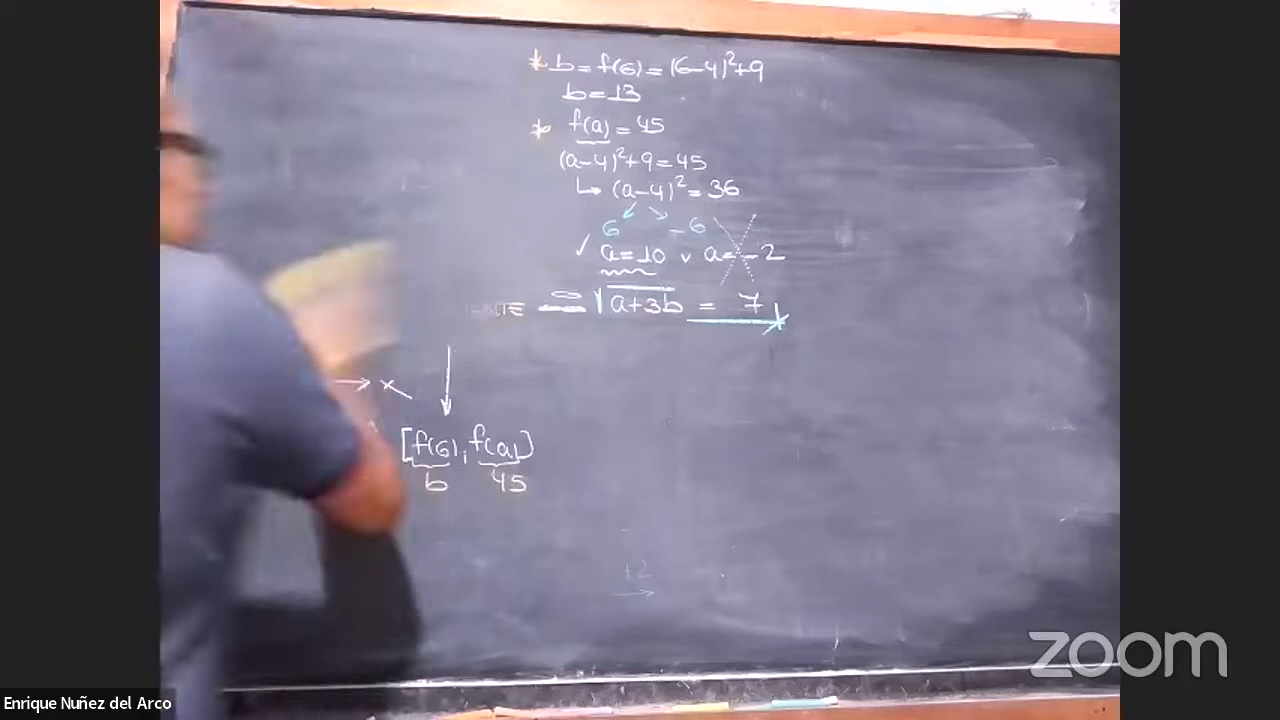 * b = f(6) = (6-4)²+9
b = 13
* f(a) = 45
(a-4)²+9 = 45
↳ (a-4)² = 36
6 -6
✓ a = 10 ∨ a = -2
√a+3b = 7
→ x
[f(6), f(a)]
b 45
+2
→
zoom
Enrique Nuñez del Arco